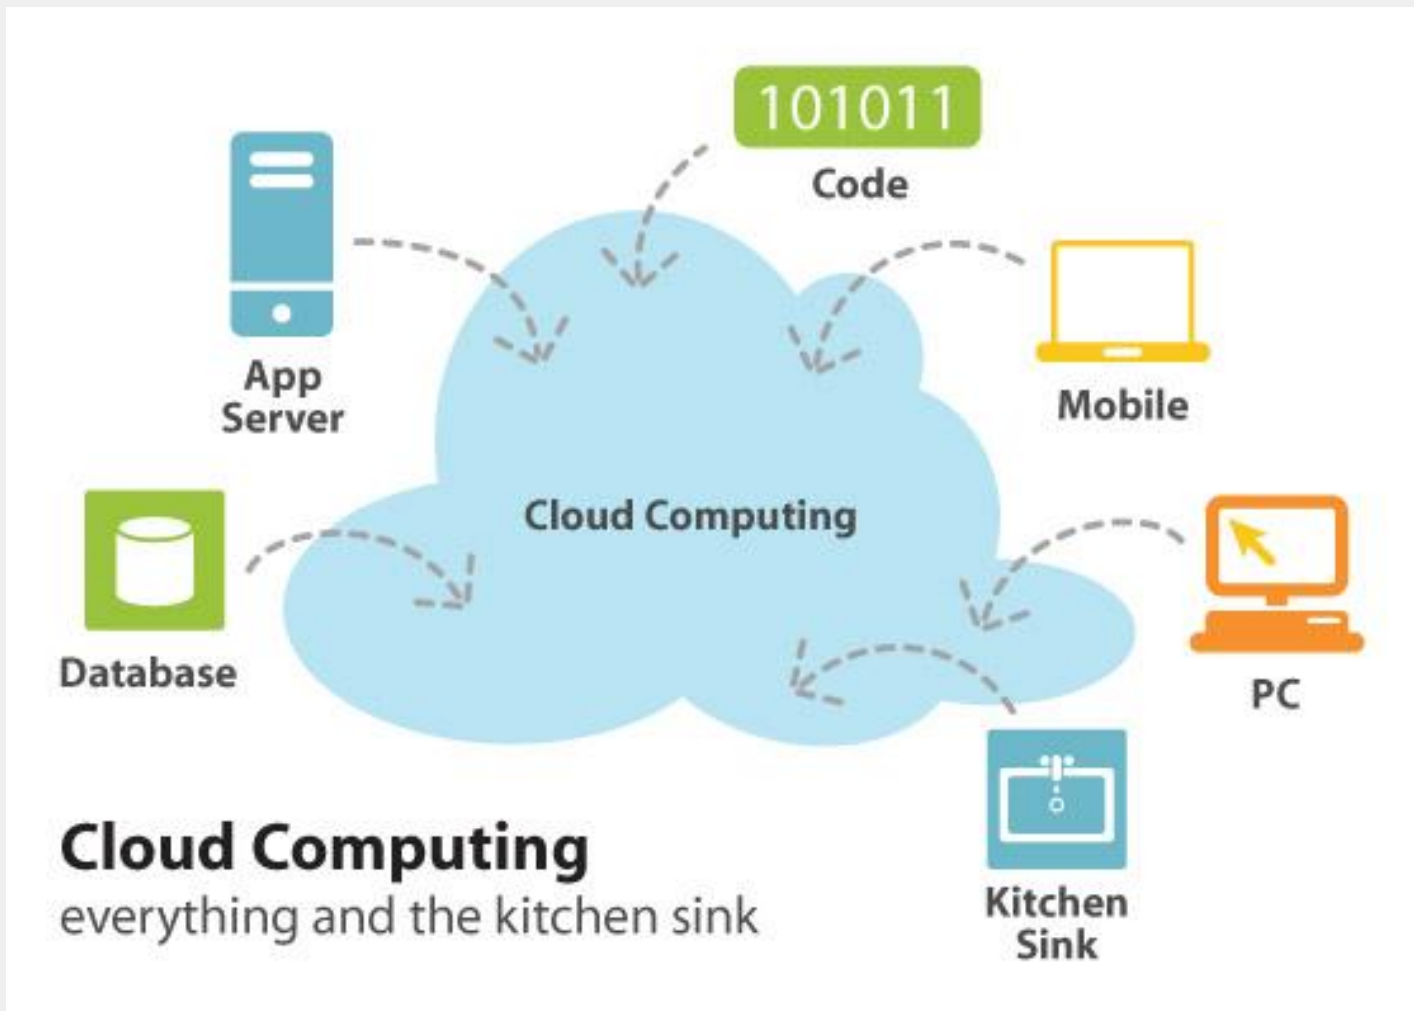 101011
Code
App
Server
Mobile
Cloud Computing
Database
PC
Kitchen
Sink
Cloud Computing
everything and the kitchen sink